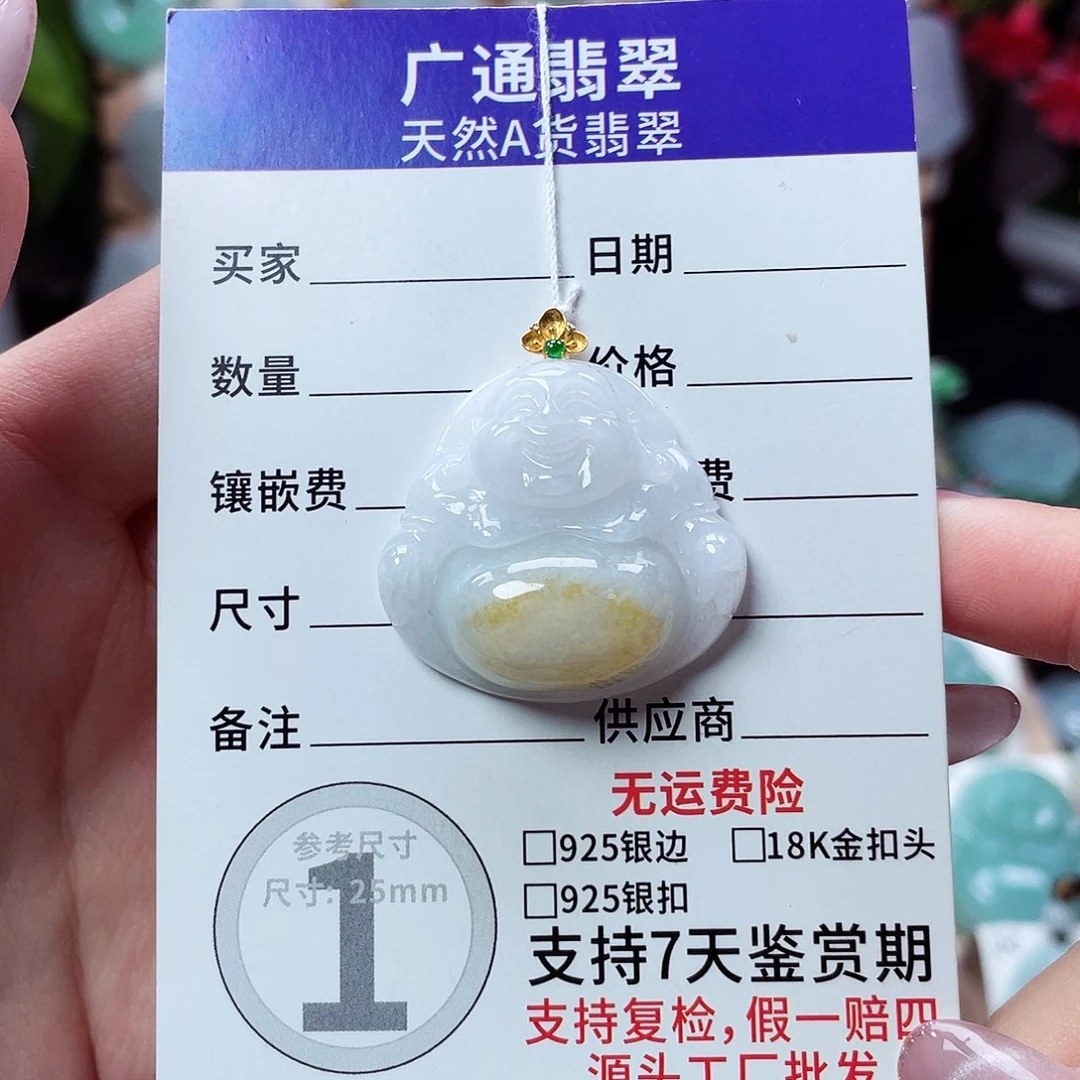 广通翡翠
天然A货翡翠
买家 日期
数量 价格
镶嵌费 费
尺寸
备注 供应商
无运费险
参考尺寸
尺寸: 25mm
1
□925银边 □18K金扣头
□925银扣
支持7天鉴赏期
支持复检,假一赔四
源头工厂批发